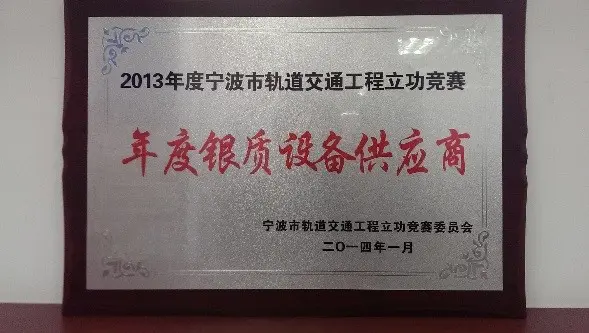 2013年度宁波市轨道交通工程立功竞赛
年度银质设备供应商
宁波市轨道交通工程立功竞赛委员会
二〇一四年一月